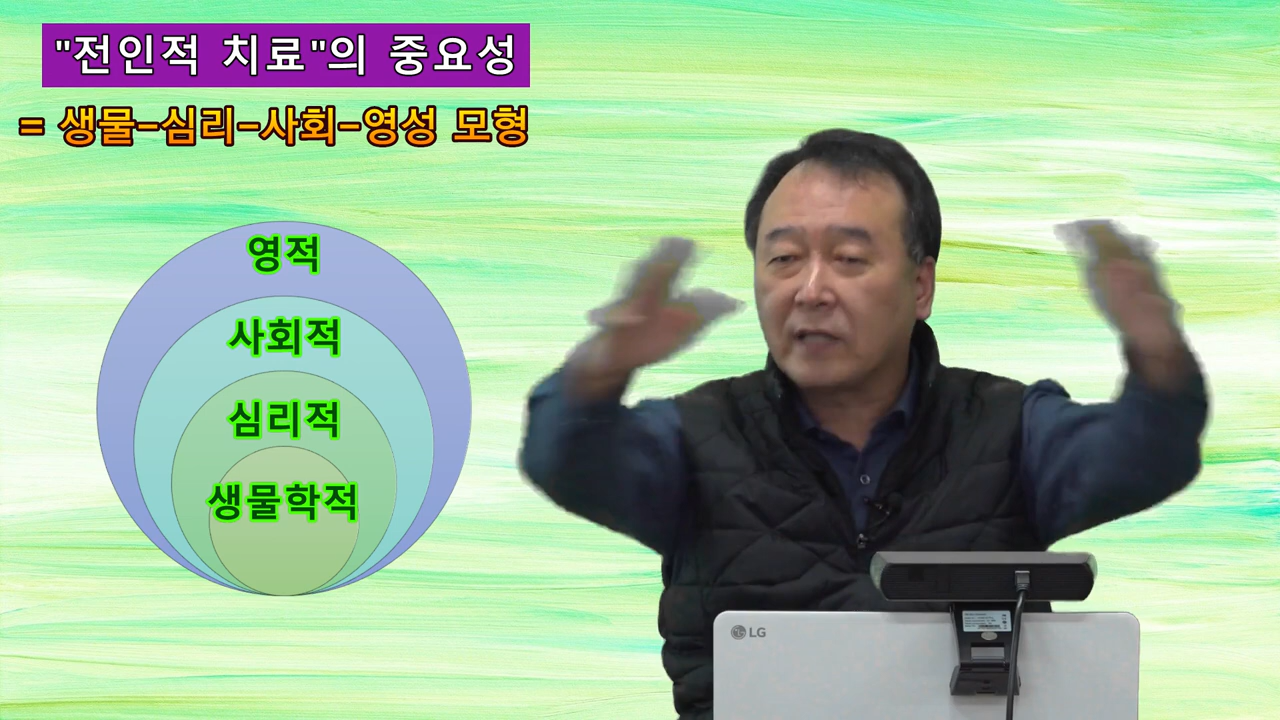 "전인적 치료"의 중요성
= 생물-심리-사회-영성 모형
영적
사회적
심리적
생물학적
LG